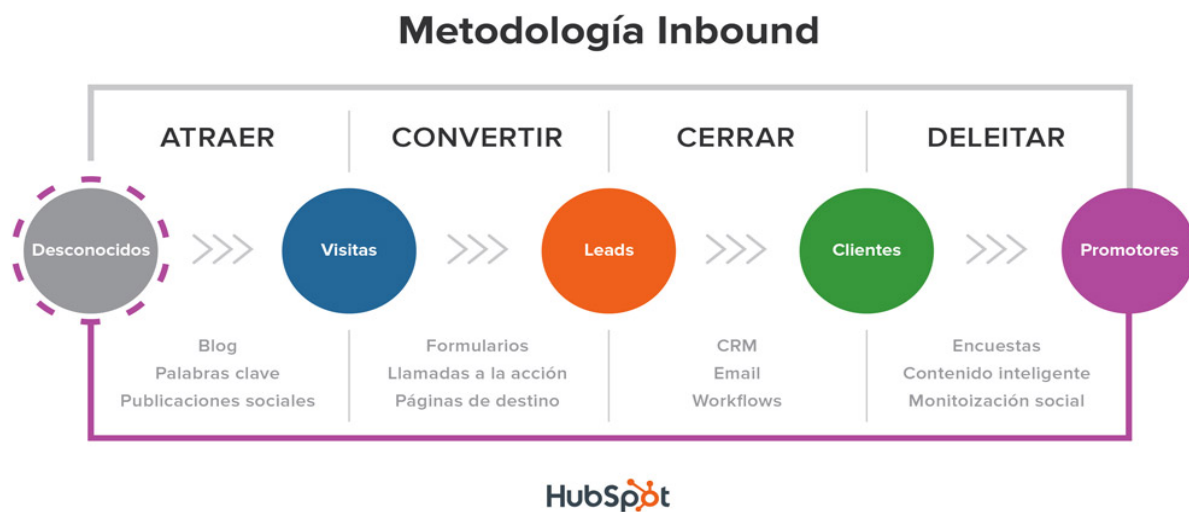 Metodología Inbound
ATRAER
CONVERTIR
CERRAR
DELEITAR
Desconocidos
Visitas
Leads
Clientes
Promotores
Blog
Palabras clave
Publicaciones sociales
Formularios
Llamadas a la acción
Páginas de destino
CRM
Email
Workflows
Encuestas
Contenido inteligente
Monitoización social
HubSpot